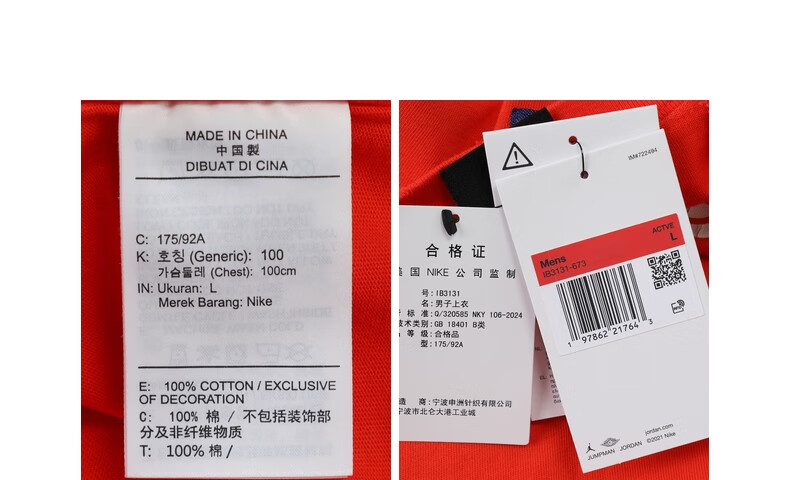 MADE IN CHINA
中国製
DIBUAT DI CINA
C: 175/92A
K: 호칭 (Generic): 100
가슴둘레 (Chest): 100cm
IN: Ukuran: L
Merek Barang: Nike
E: 100% COTTON / EXCLUSIVE
OF DECORATION
C: 100% 棉 / 不包括装饰部
分及非纤维物质
T: 100% 棉 /
合格证
国 NIKE 公司监制
号: IB3131
名: 男子上衣
标准: Q/320585 NKY 106-2024
技术类别: GB 18401 B类
等级: 合格品
型: 175/92A
造 商: 宁波申洲针织有限公司
宁波市北仑大港工业城
IM#722494
ACTVE
Mens L
IB3131-673
1 97862 21764 3
jordan.com
JUMPMAN JORDAN ©2021 Nike